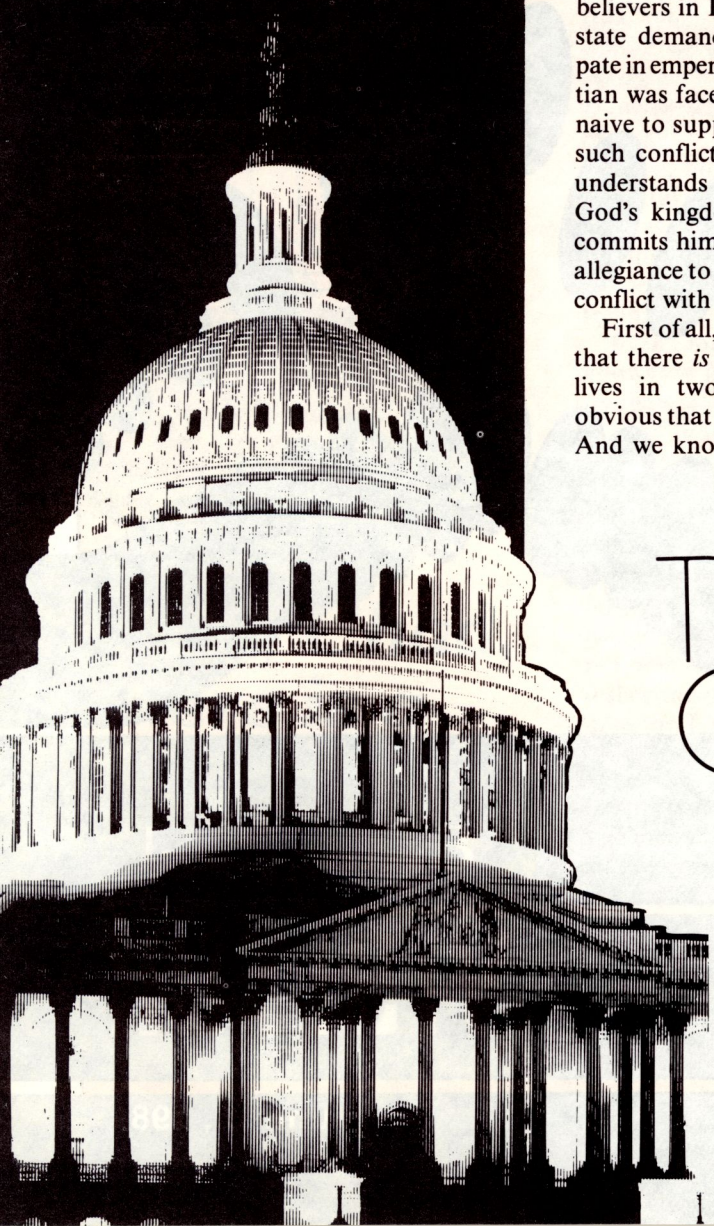 believers in
state deman
pate in emper
tian was face
naive to sup
such conflict
understands
God's kingd
commits him
allegiance to
conflict with
First of all,
that there is
lives in two
obvious that
And we kno
T